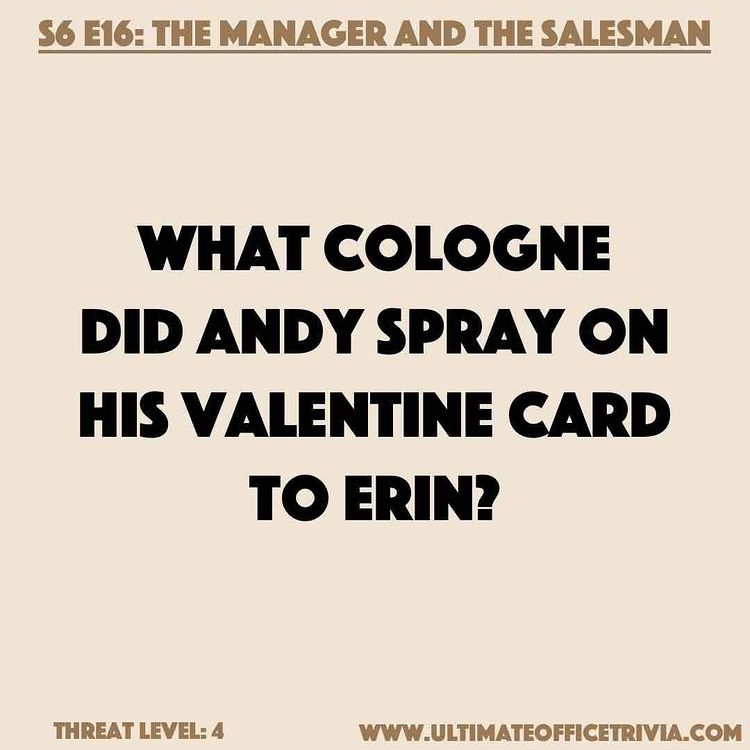 S6 E16: THE MANAGER AND THE SALESMAN
WHAT COLOGNE
DID ANDY SPRAY ON
HIS VALENTINE CARD
TO ERIN?
THREAT LEVEL: 4
WWW.ULTIMATEOFFICETRIVIA.COM